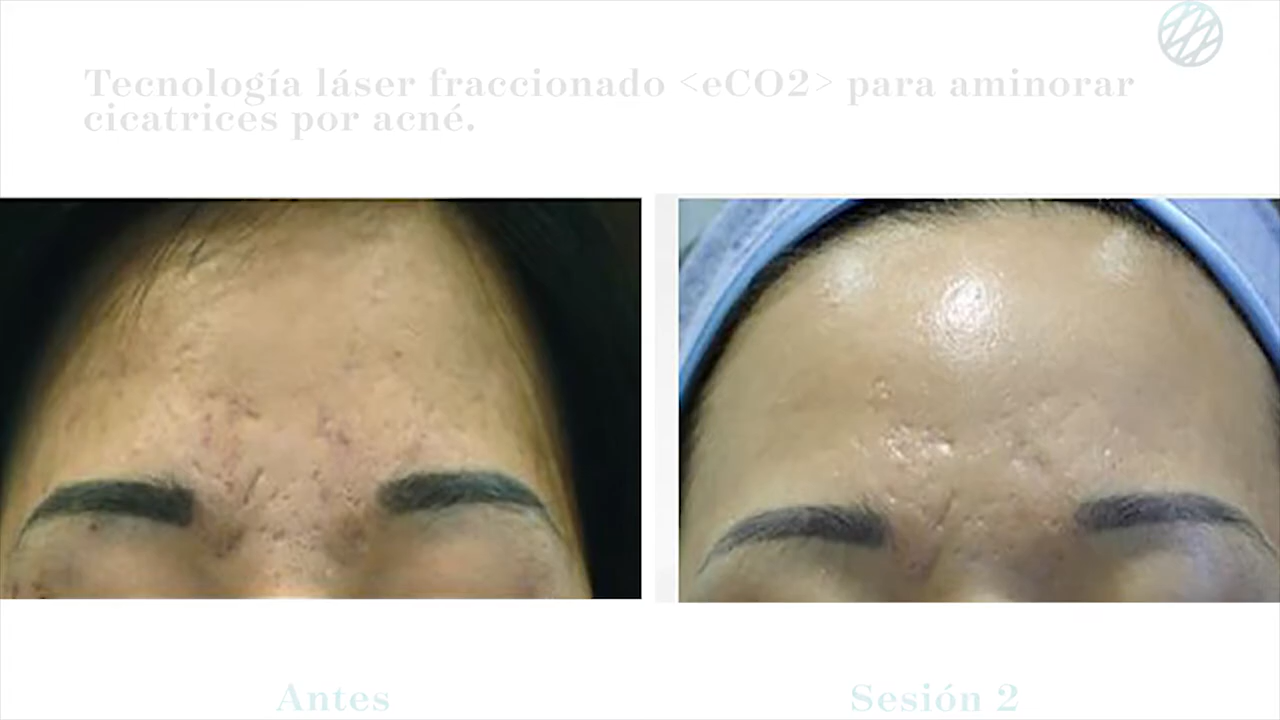 Tecnología láser fraccionado <eCO2> para aminorar
cicatrices por acné.
Antes
Sesión 2